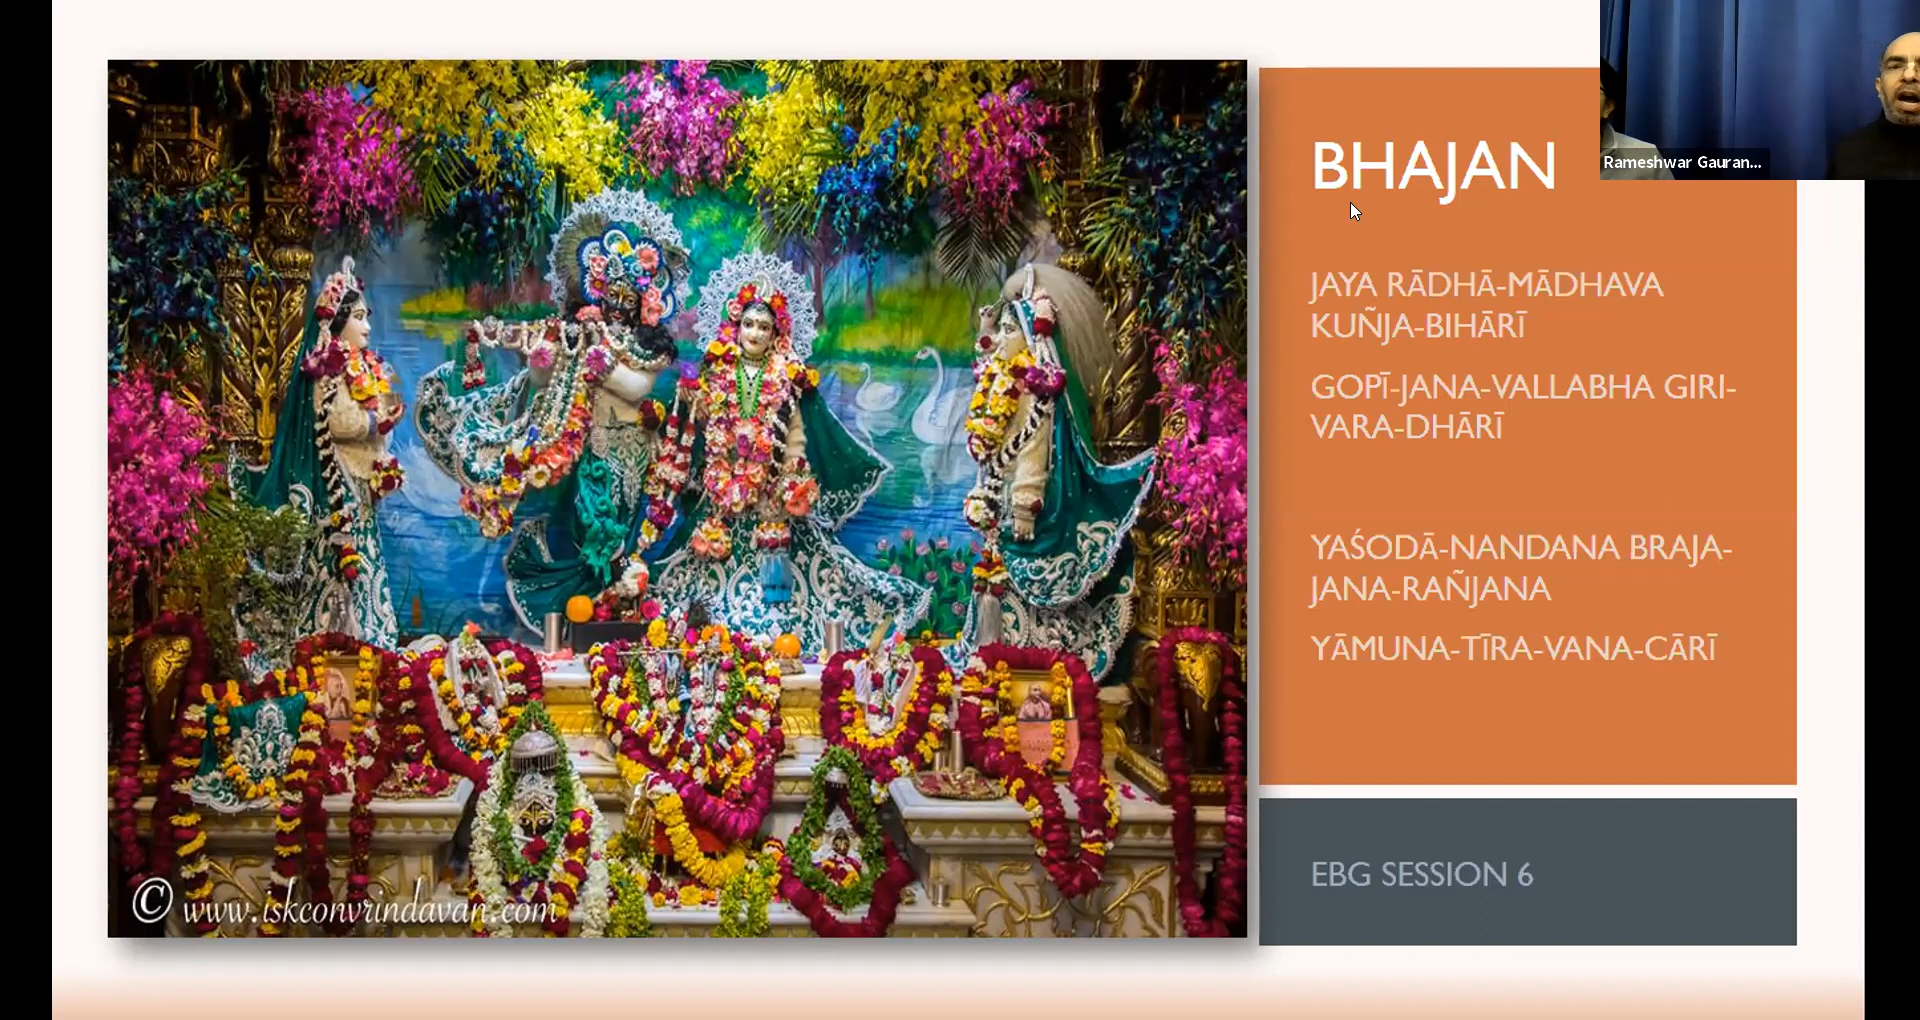 BHAJAN
Rameshwar Gauran...
JAYA RĀDHĀ-MĀDHAVA
KUÑJA-BIHĀRĪ
GOPĪ-JANA-VALLABHA GIRI-
VARA-DHĀRĪ
YAŚODĀ-NANDANA BRAJA-
JANA-RAÑJANA
YĀMUNA-TĪRA-VANA-CĀRĪ
EBG SESSION 6
© www.iskconvrindavan.com